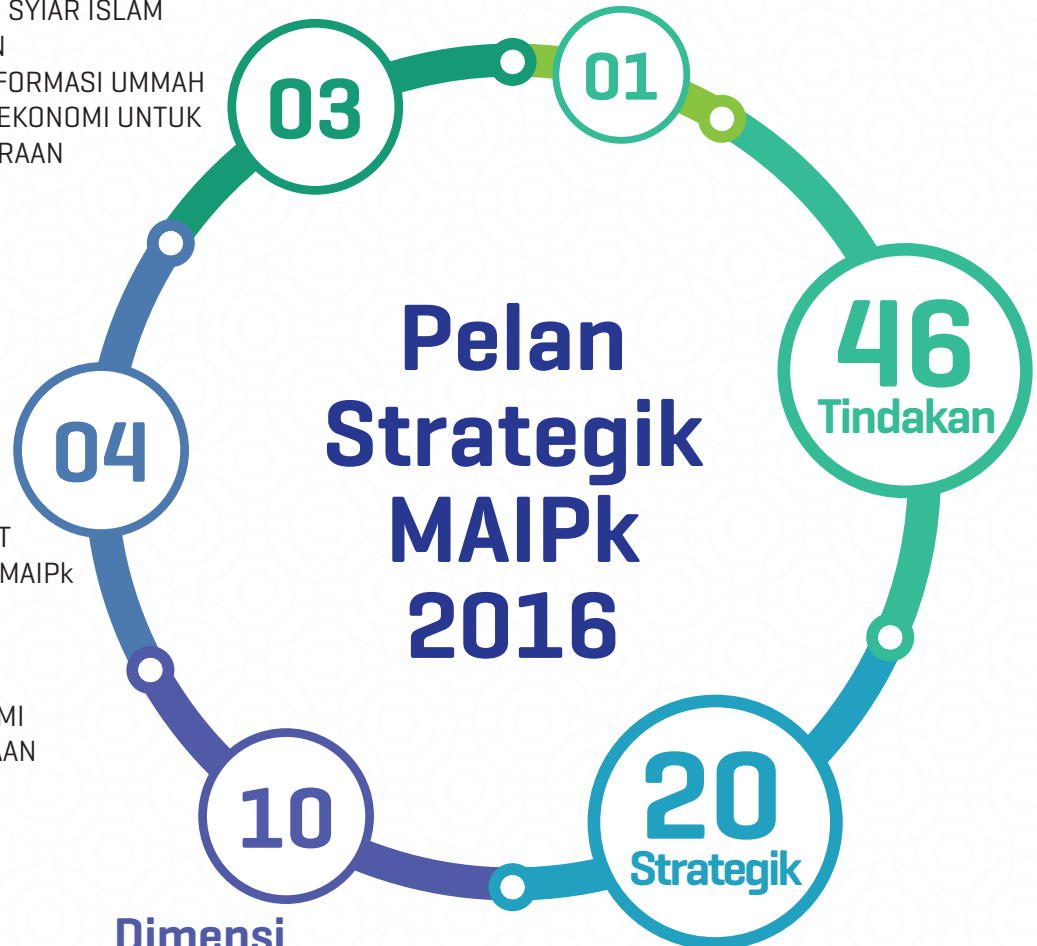 SYIAR ISLAM
N
FORMASI UMMAH
EKONOMI UNTUK
RAAN
03
01
46
Tindakan
Pelan
Strategik
MAIPk
2016
04
T
MAIPk
MI
AAN
10
20
Strategik
Dimensi